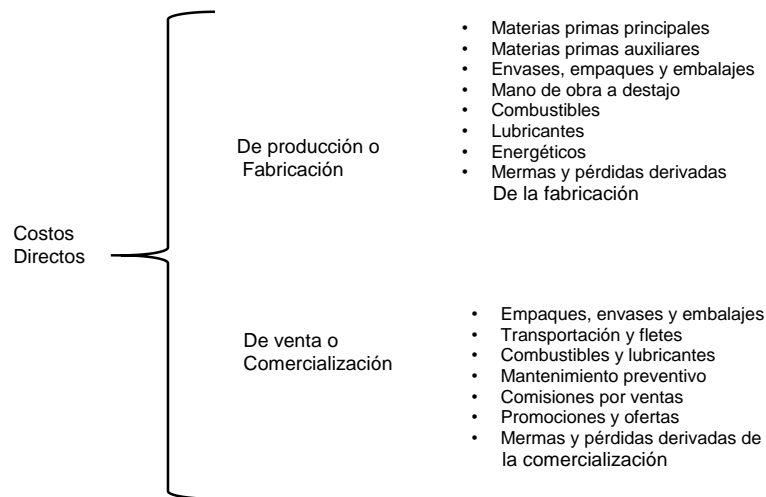 Costos
Directos
De producción o
Fabricación
• Materias primas principales
• Materias primas auxiliares
• Envases, empaques y embalajes
• Mano de obra a destajo
• Combustibles
• Lubricantes
• Energéticos
• Mermas y pérdidas derivadas
De la fabricación
De venta o
Comercialización
• Empaques, envases y embalajes
• Transportación y fletes
• Combustibles y lubricantes
• Mantenimiento preventivo
• Comisiones por ventas
• Promociones y ofertas
• Mermas y pérdidas derivadas de
la comercialización